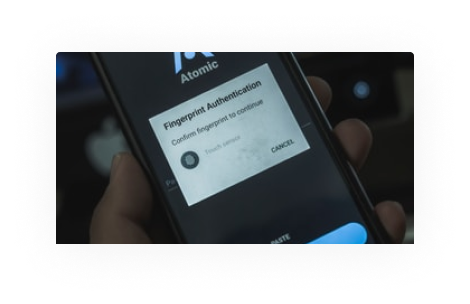 Atomic
Fingerprint Authentication
Confirm fingerprint to continue
Touch sensor
CANCEL
PASTE